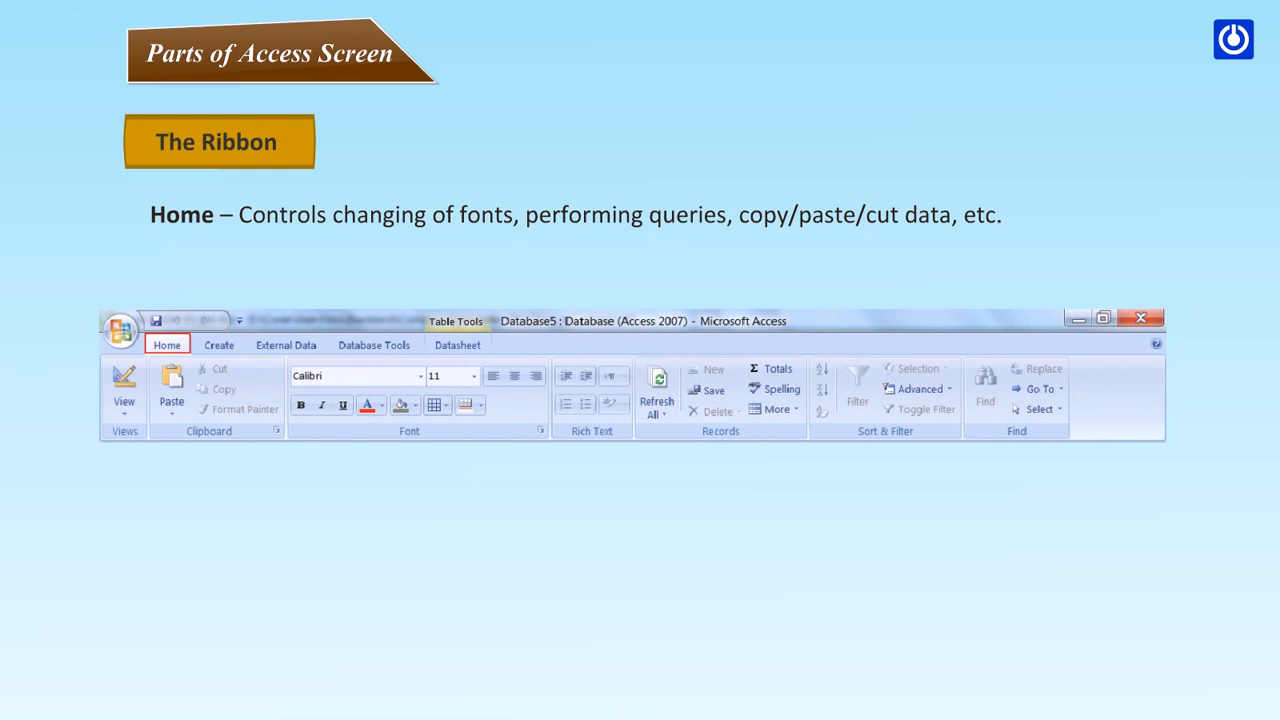 Parts of Access Screen
The Ribbon
Home – Controls changing of fonts, performing queries, copy/paste/cut data, etc.
Table Tools Database5 : Database (Access 2007) - Microsoft Access
Home Create External Data Database Tools Datasheet
View
Views
Paste
Cut
Copy
Format Painter
Clipboard
Calibri 11
B I U A
Font
Rich Text
Refresh All
New
Save
Delete
Σ Totals
Spelling
More
Records
Filter
Selection
Advanced
Toggle Filter
Sort & Filter
Find
Replace
Go To
Select
Find